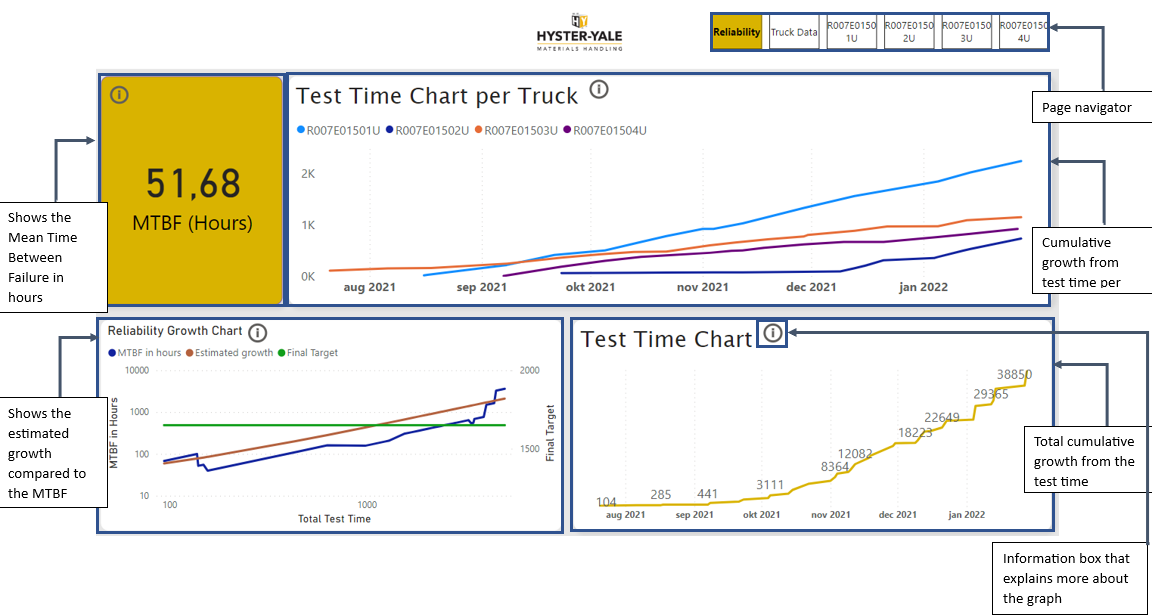 HYSTER-YALE
MATERIALS HANDLING
Reliability
Truck Data
R007E0150
1U
R007E0150
2U
R007E0150
3U
R007E0150
4U
Page navigator
51,68
MTBF (Hours)
Test Time Chart per Truck
R007E01501U R007E01502U R007E01503U R007E01504U
2K
1K
0K
aug 2021 sep 2021 okt 2021 nov 2021 dec 2021 jan 2022
Shows the
Mean Time
Between
Failure in
hours
Cumulative
growth from
test time per
Reliability Growth Chart
MTBF in hours Estimated growth Final Target
10000
1000
100
10
MTBF in Hours
2000
1500
Final Target
100 1000
Total Test Time
Shows the
estimated
growth
compared to
the MTBF
Test Time Chart
104 285 441 3111 8364 12082 18223 22649 29365 38850
aug 2021 sep 2021 okt 2021 nov 2021 dec 2021 jan 2022
Total cumulative
growth from the
test time
Information box that
explains more about
the graph